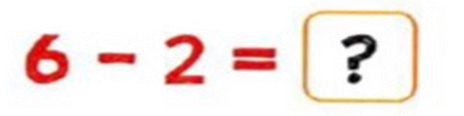 6 - 2 = ?